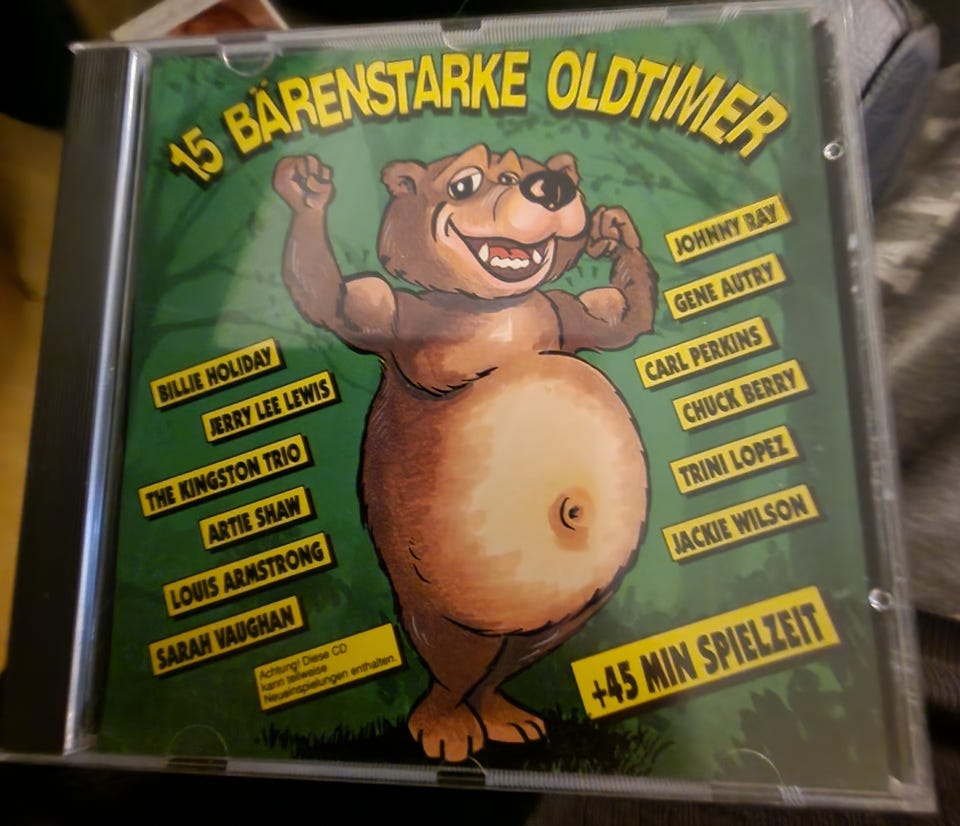 15 BÄRENSTARKE OLDTIMER
BILLIE HOLIDAY
JERRY LEE LEWIS
THE KINGSTON TRIO
ARTIE SHAW
LOUIS ARMSTRONG
SARAH VAUGHAN
Achtung! Diese CD
kann teilweise
Neueinspielungen enthalten.
JOHNNY RAY
GENE AUTRY
CARL PERKINS
CHUCK BERRY
TRINI LOPEZ
JACKIE WILSON
+45 MIN SPIELZEIT